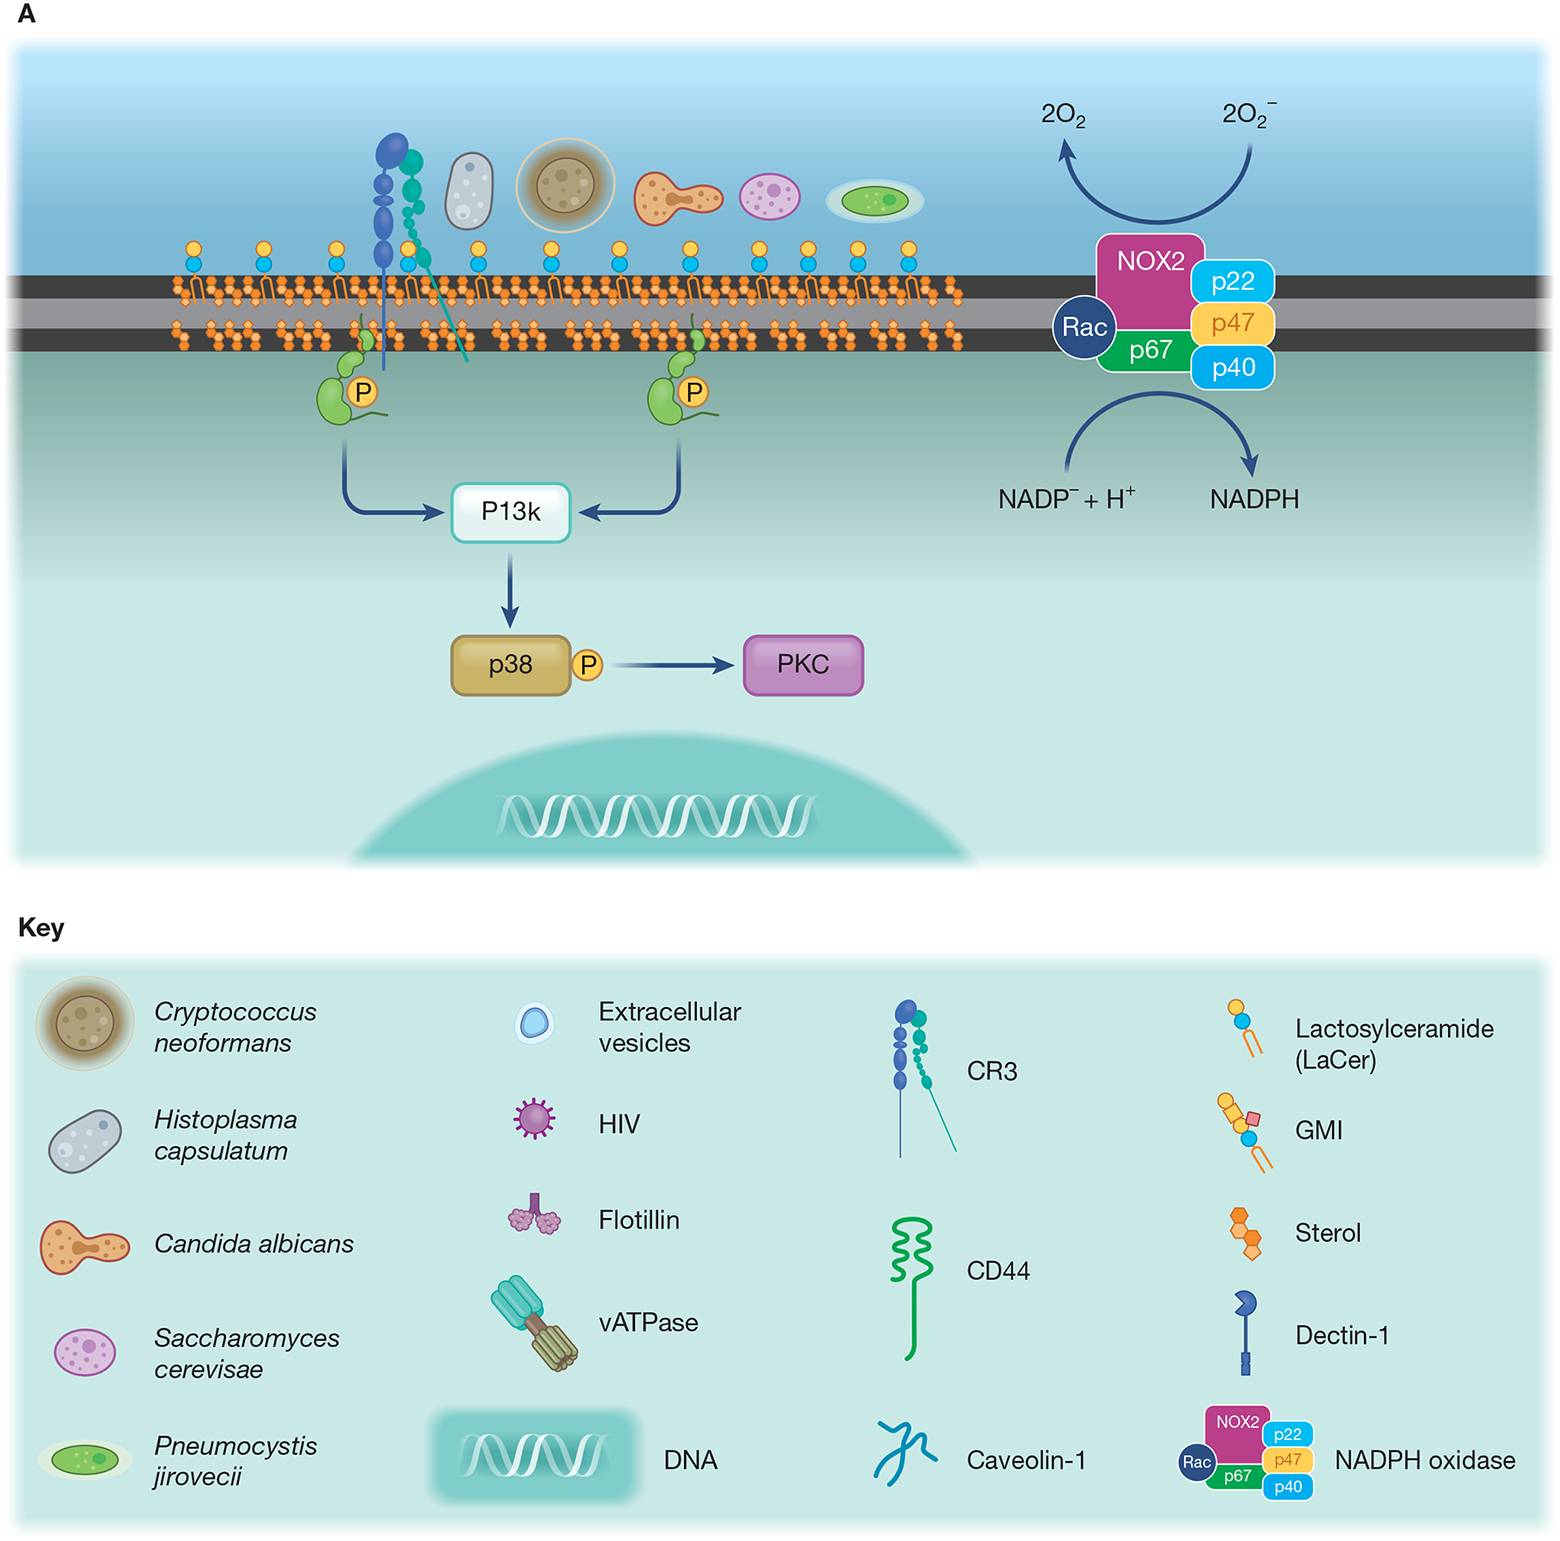 A
2O2
2O2−
NOX2
p22
Rac
p47
p67
p40
P
P
P13k
NADP− + H+
NADPH
p38
P
PKC
Key
Cryptococcus
neoformans
Histoplasma
capsulatum
Candida albicans
Saccharomyces
cerevisae
Pneumocystis
jirovecii
Extracellular
vesicles
HIV
Flotillin
vATPase
DNA
CR3
CD44
Caveolin-1
Lactosylceramide
(LaCer)
GMI
Sterol
Dectin-1
NOX2
p22
Rac
p47
p67
p40
NADPH oxidase